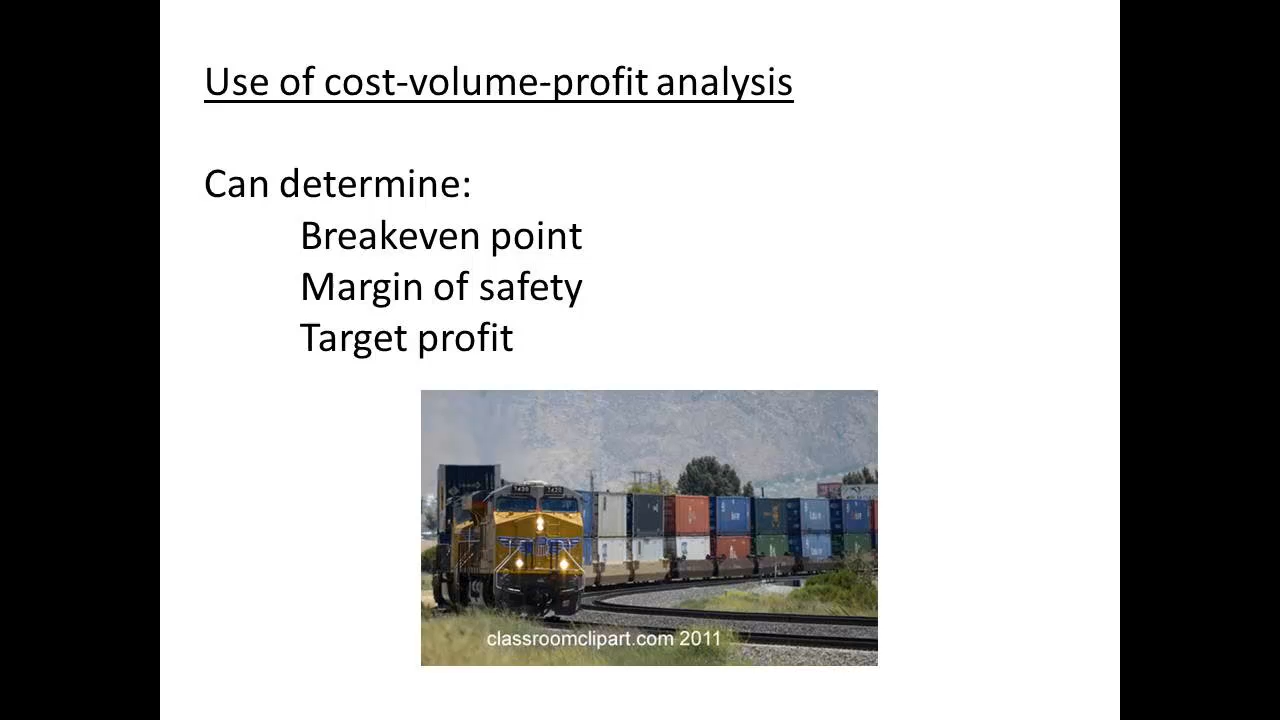 Use of cost-volume-profit analysis
Can determine:
Breakeven point
Margin of safety
Target profit
classroomclipart.com 2011